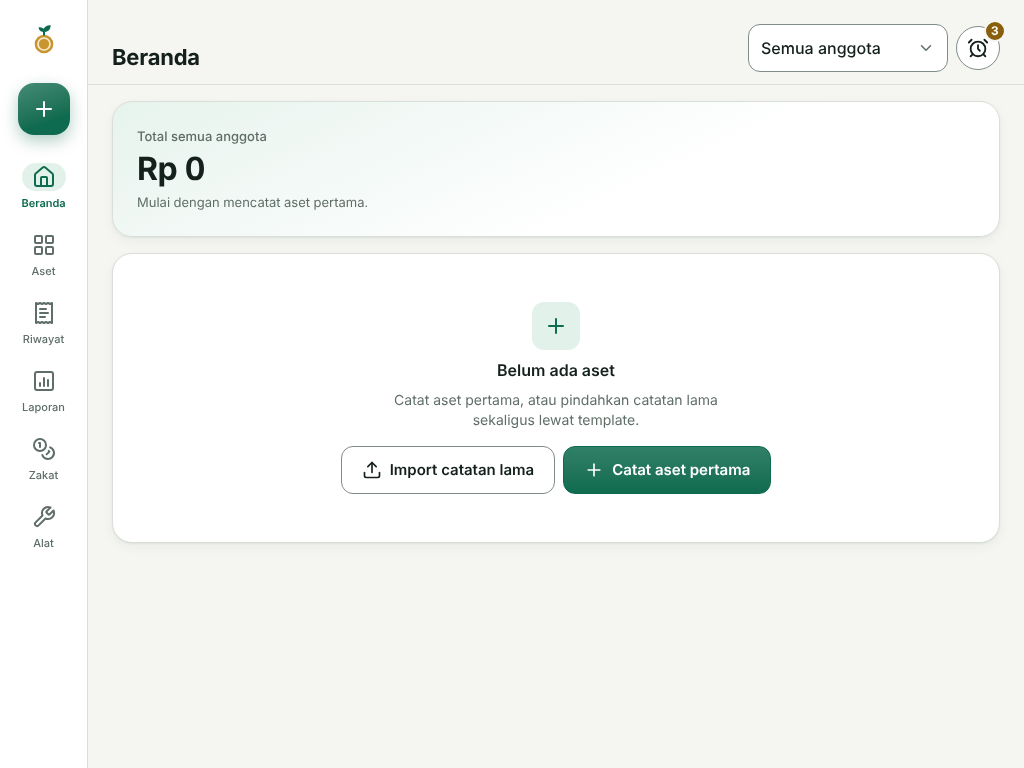 Beranda
Semua anggota
3
Total semua anggota
Rp 0
Mulai dengan mencatat aset pertama.
Beranda
Aset
Riwayat
Laporan
Zakat
Alat
Belum ada aset
Catat aset pertama, atau pindahkan catatan lama
sekaligus lewat template.
Import catatan lama
Catat aset pertama